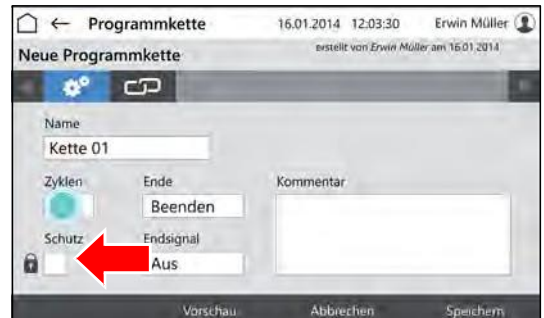 Programmkette 16.01.2014 12:03:30 Erwin Müller
Neue Programmkette erstellt von Erwin Müller am 16.01.2014
Name
Kette 01
Zyklen Ende Kommentar
Beenden
Schutz Endsignal
Aus
Vorschau Abbrechen Speichern